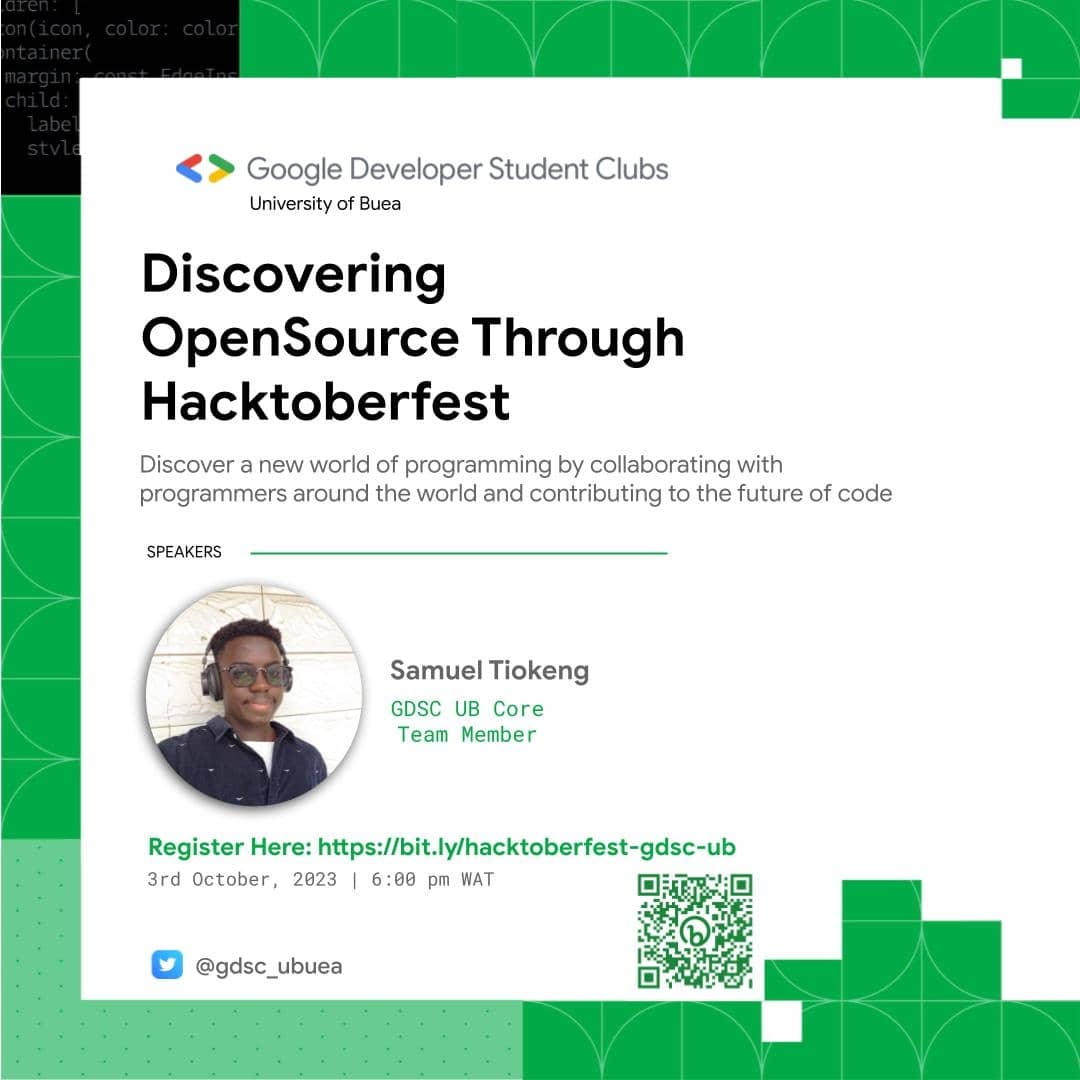 dren: [
on(icon, color: color
ntainer(
margin: const EdgeIns
child:
label
style
Google Developer Student Clubs
University of Buea
Discovering
OpenSource Through
Hacktoberfest
Discover a new world of programming by collaborating with
programmers around the world and contributing to the future of code
SPEAKERS
Samuel Tiokeng
GDSC UB Core
Team Member
Register Here: https://bit.ly/hacktoberfest-gdsc-ub
3rd October, 2023 | 6:00 pm WAT
@gdsc_ubuea